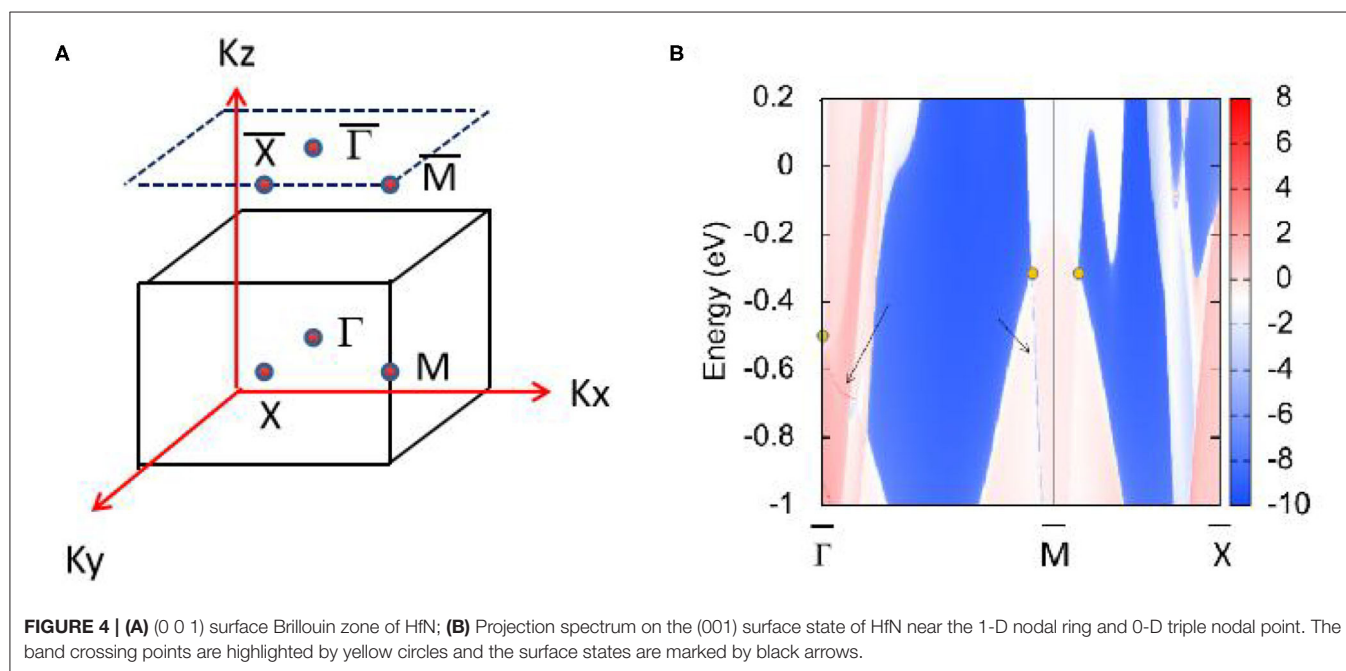 A
Kz
X̅
Γ̅
M̅
Γ
M
X
Kx
Ky
B
0.2
0
-0.2
-0.4
-0.6
-0.8
-1
Energy (eV)
Γ̅
M̅
X̅
8
6
4
2
0
-2
-4
-6
-8
-10
FIGURE 4 | (A) (0 0 1) surface Brillouin zone of HfN; (B) Projection spectrum on the (001) surface state of HfN near the 1-D nodal ring and 0-D triple nodal point. The
band crossing points are highlighted by yellow circles and the surface states are marked by black arrows.